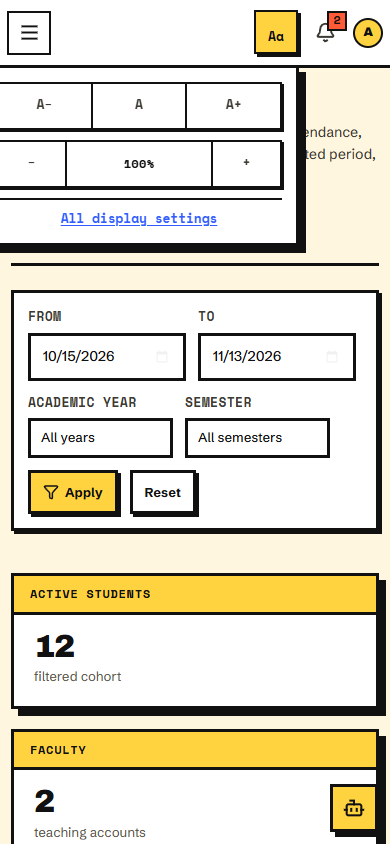 Aa
2
A
A-
A
A+
-
100%
+
All display settings
endance,
ted period,
FROM
TO
10/15/2026
11/13/2026
ACADEMIC YEAR
SEMESTER
All years
All semesters
Apply
Reset
ACTIVE STUDENTS
12
filtered cohort
FACULTY
2
teaching accounts